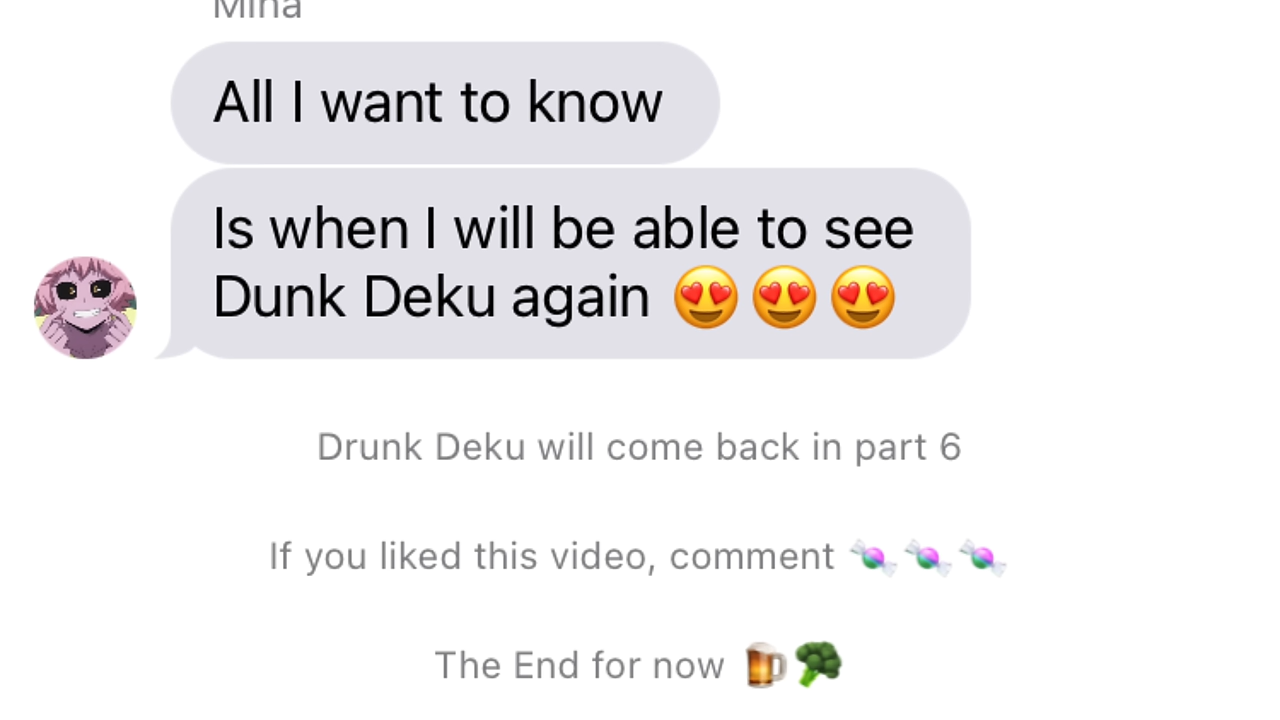 Mina
All I want to know
Is when I will be able to see
Dunk Deku again 😍😍😍
Drunk Deku will come back in part 6
If you liked this video, comment 🍬🍬🍬
The End for now 🍺🥦